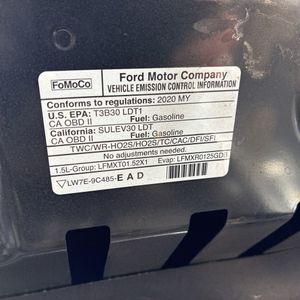 FoMoCo
Ford Motor Company
VEHICLE EMISSION CONTROL INFORMATION
Conforms to regulations: 2020 MY
U.S. EPA: T3B30 LDT1
CA OBD II Fuel: Gasoline
California: SULEV30 LDT
CA OBD II Fuel: Gasoline
TWC/WR-HO2S/HO2S/TC/CAC/DFI/SFI
No adjustments needed.
1.5L-Group: LFMXT01.52X1 Evap: LFMXR0125GDB
LW7E-9C485-E A D